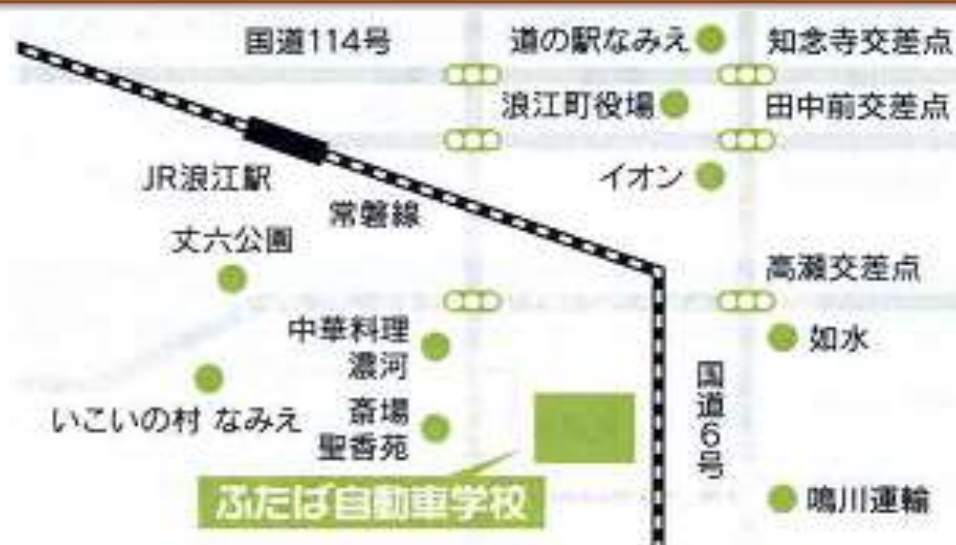 国道114号
道の駅なみえ
知念寺交差点
浪江町役場
田中前交差点
JR浪江駅
イオン
常磐線
丈六公園
高瀬交差点
中華料理
濃河
如水
いこいの村 なみえ
斎場
聖香苑
国道6号
ふたば自動車学校
鳴川運輸